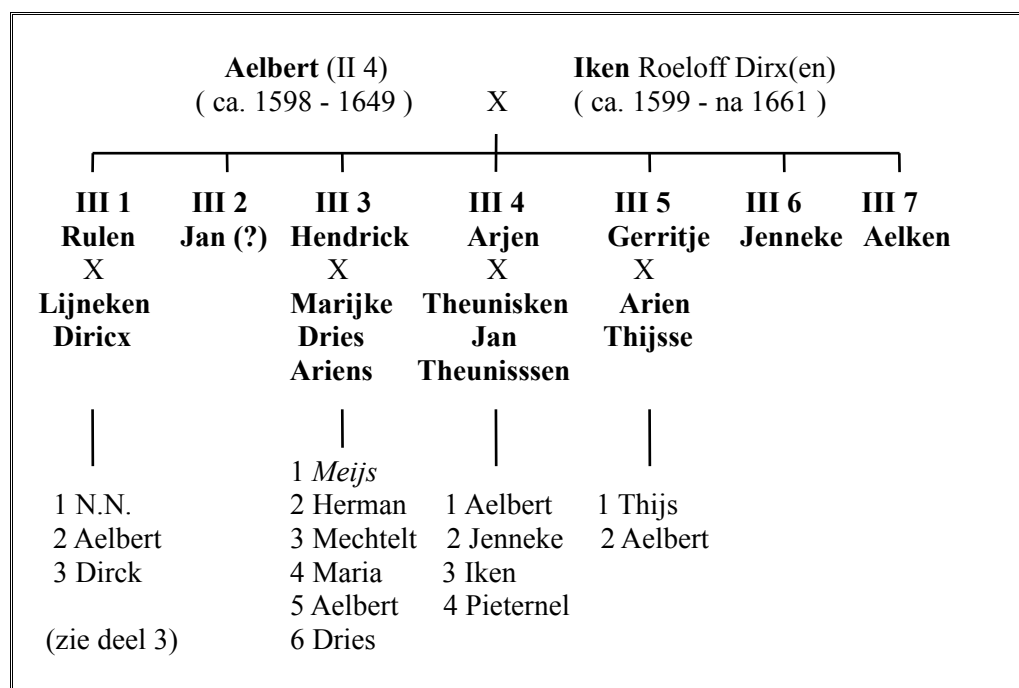 Aelbert (II 4) Iken Roeloff Dirx(en)
( ca. 1598 - 1649 ) X ( ca. 1599 - na 1661 )
III 1 III 2 III 3 III 4 III 5 III 6 III 7
Rulen Jan (?) Hendrick Arjen Gerritje Jenneke Aelken
X X X X
Lijneken Marijke Theunisken Arien
Diricx Dries Jan Thijsse
Ariens Theunisssen
1 Meijs
1 N.N. 2 Herman 1 Aelbert 1 Thijs
2 Aelbert 3 Mechtelt 2 Jenneke 2 Aelbert
3 Dirck 4 Maria 3 Iken
5 Aelbert 4 Pieternel
(zie deel 3) 6 Dries